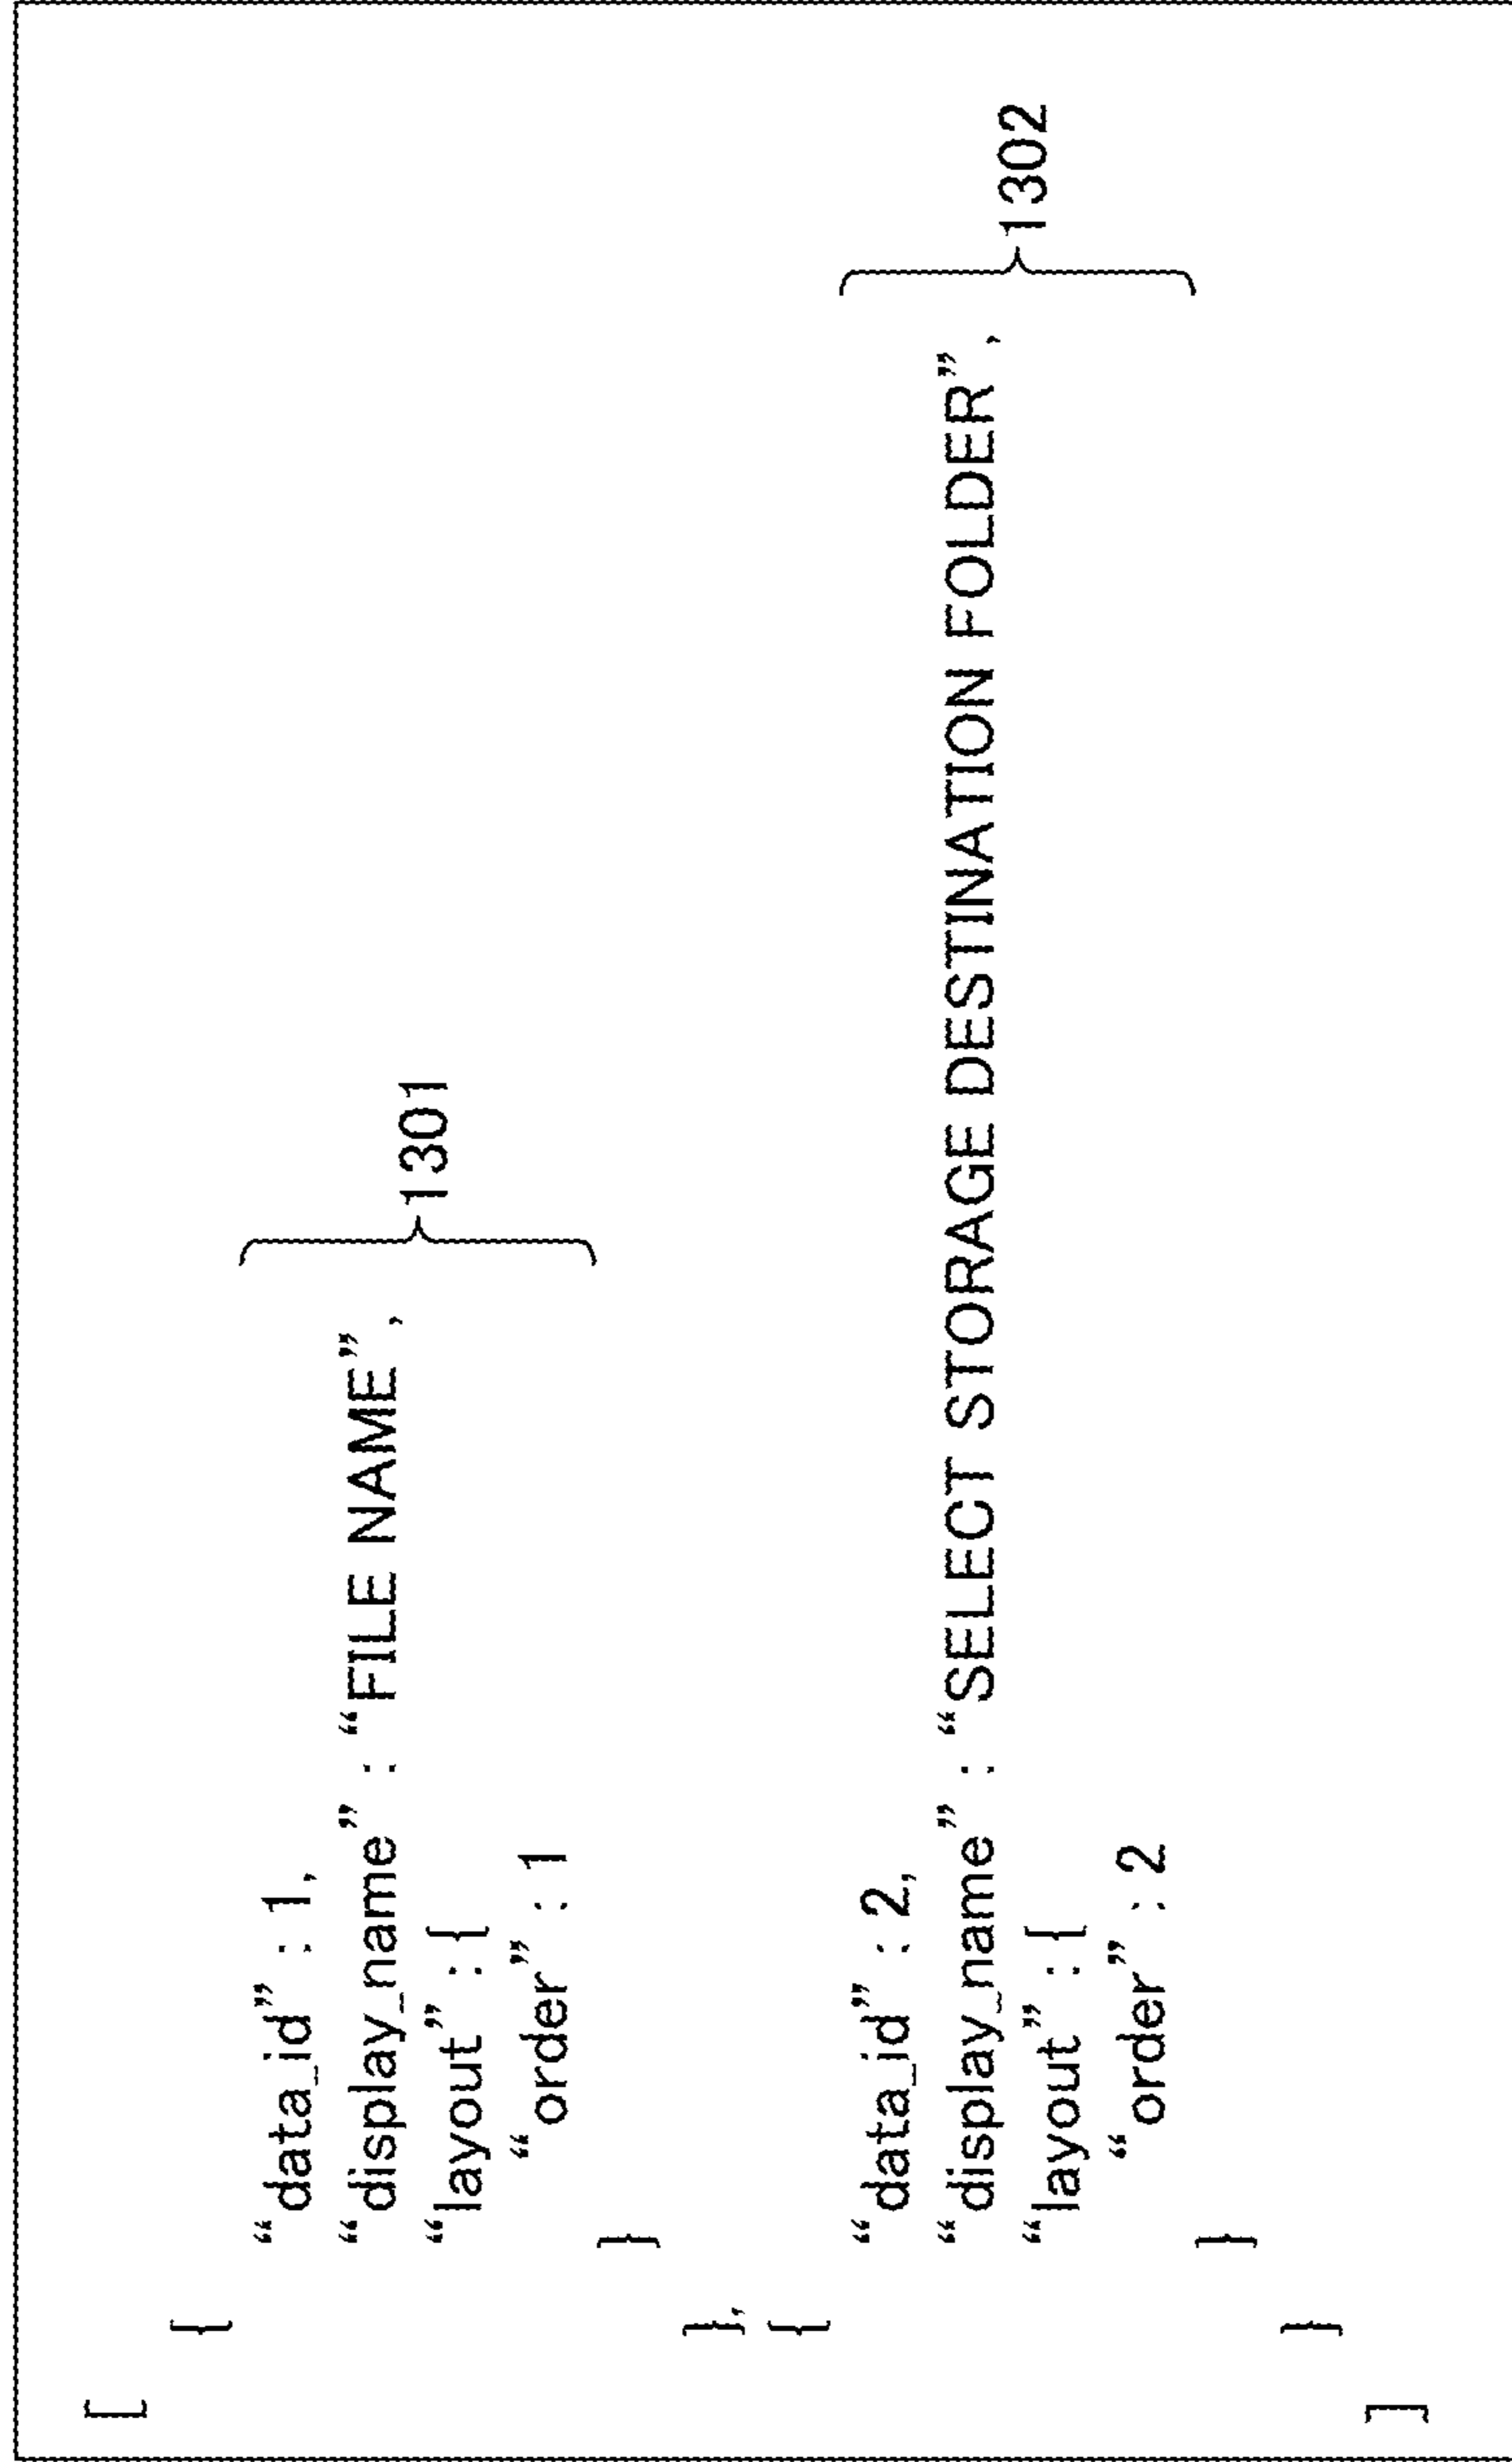 [
{
“data_id” : 1,
“display_name” : “FILE NAME”,
“layout” : {
“order” : 1
}
1301
},
{
“data_id” : 2,
“display_name” : “SELECT STORAGE DESTINATION FOLDER”,
“layout” : {
“order” : 2
}
1302
}
]